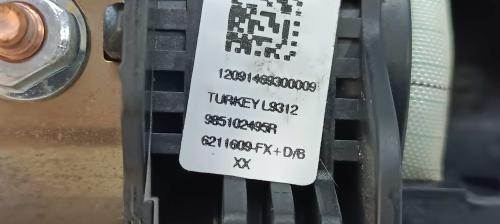 12091469300009
TURKEY L9312
985102495R
6211609-FX + D/B
XX